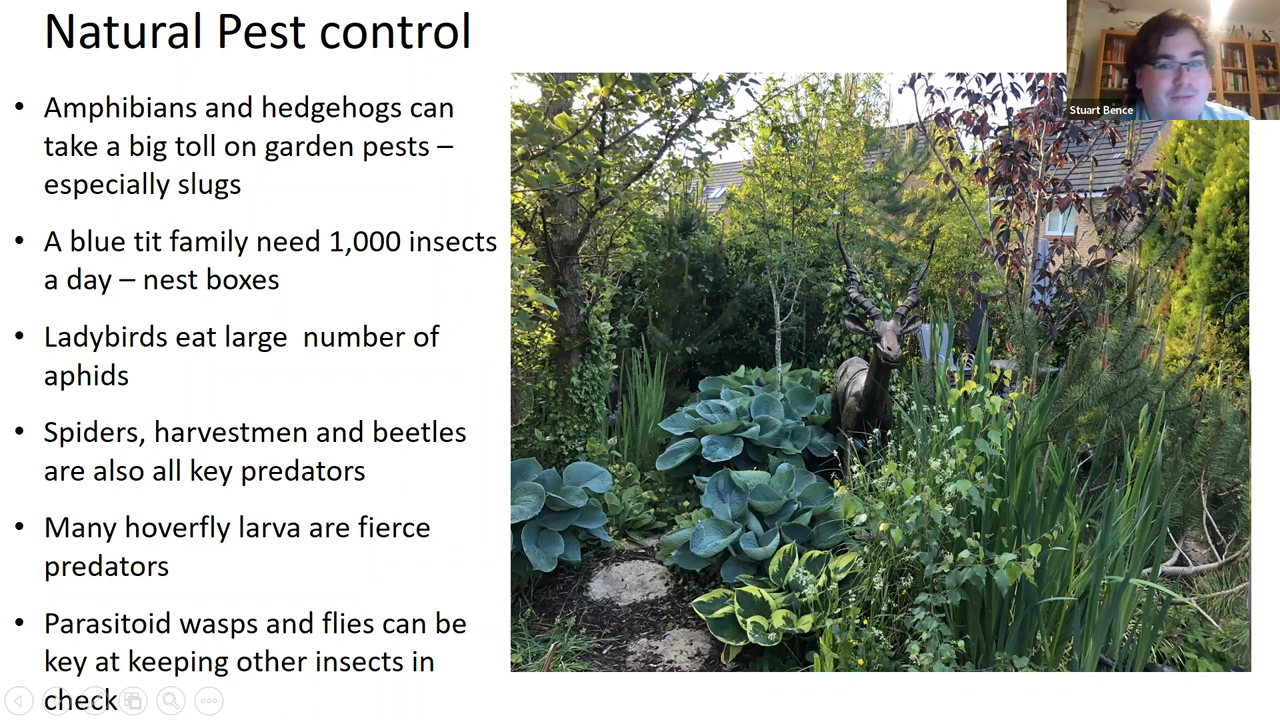 Natural Pest control
Stuart Bence
• Amphibians and hedgehogs can
take a big toll on garden pests –
especially slugs
• A blue tit family need 1,000 insects
a day – nest boxes
• Ladybirds eat large  number of
aphids
• Spiders, harvestmen and beetles
are also all key predators
• Many hoverfly larva are fierce
predators
• Parasitoid wasps and flies can be
key at keeping other insects in
check